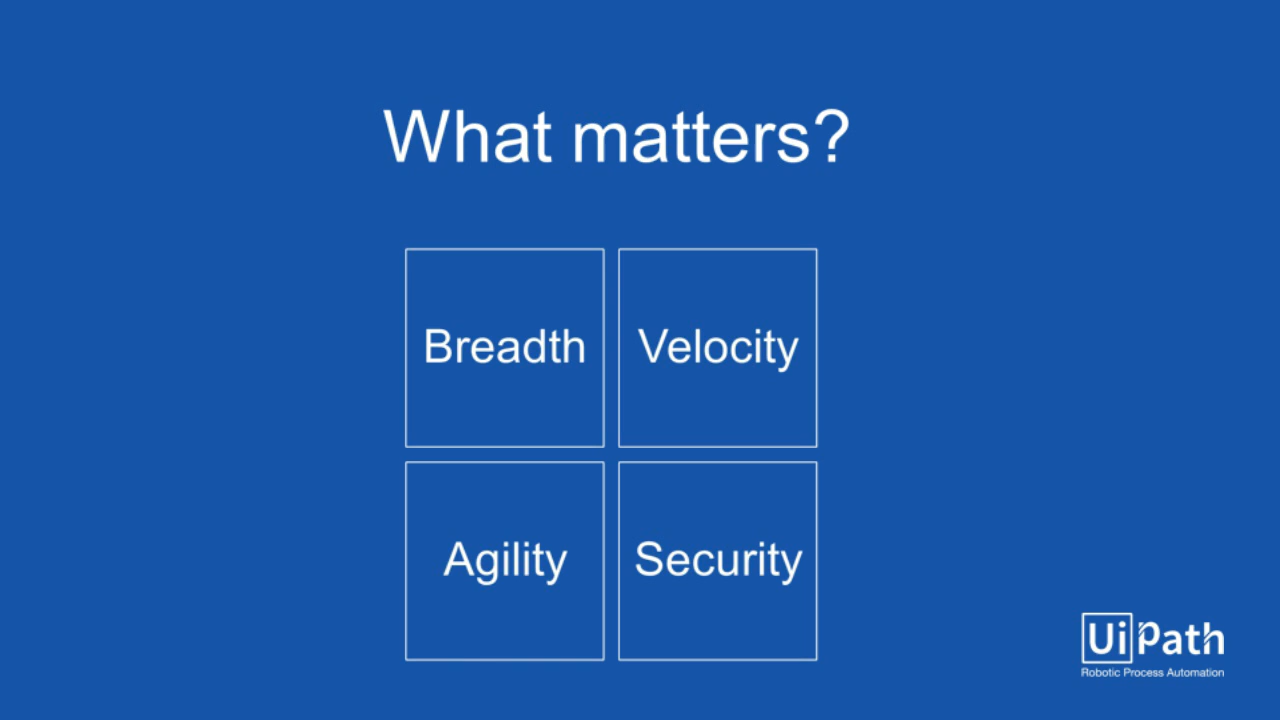 What matters?
Breadth
Velocity
Agility
Security
UiPath
Robotic Process Automation